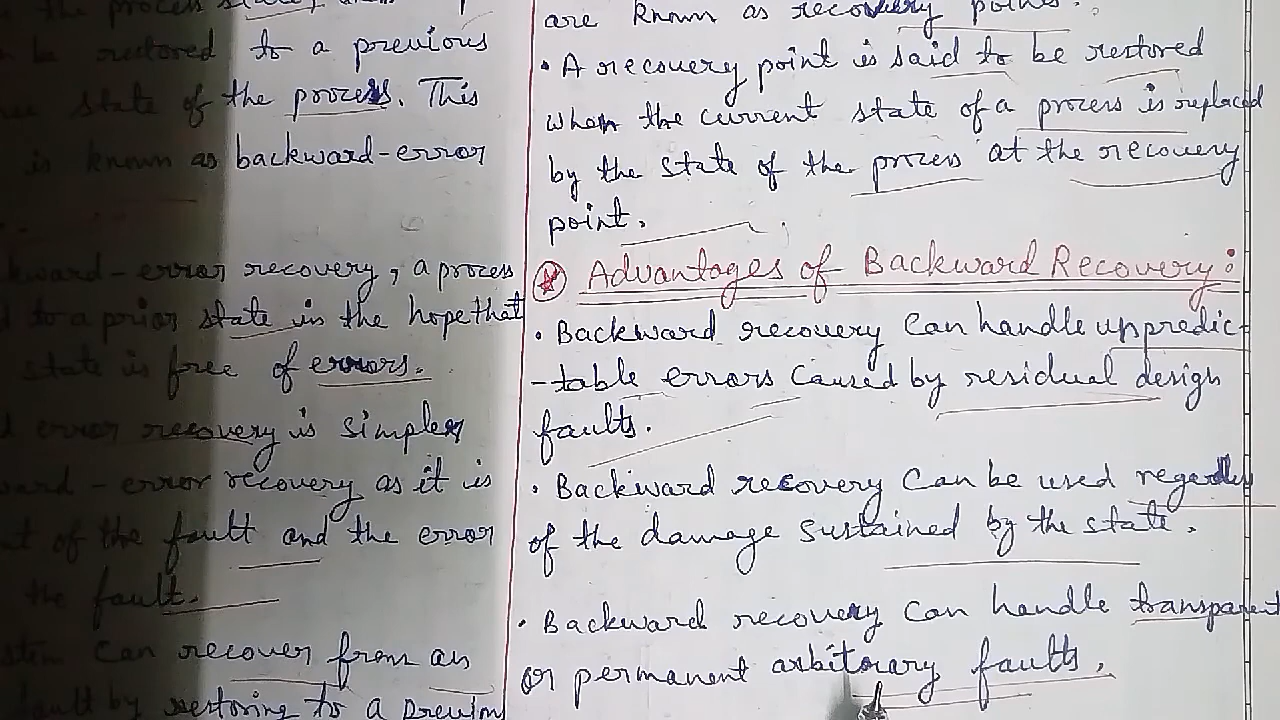 the process
be restored to a previous
state of the process. This
is known as backward-error
error recovery, a process
to a prior state in the hope that
state is free of errors.
error recovery is simpler
error recovery as it is
of the fault and the error
the fault.
can recover from an
by restoring to a
are known as recovery points.
• A recovery point is said to be restored
when the current state of a process is replaced
by the state of the process at the recovery
point.
Advantages of Backward Recovery:
• Backward recovery can handle unpredic-
-table errors caused by residual design
faults.
• Backward recovery can be used regardless
of the damage sustained by the state.
• Backward recovery can handle transparent
or permanent arbitrary faults.